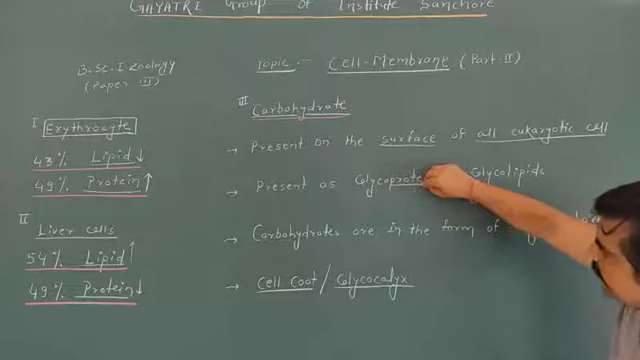 GAYATRI Group of Institute Sanchore
B.SC.-I Zoology
(Paper III)
Topic :- Cell-Membrane (Part-II)
I Erythrocyte
43% Lipid ↓
49% Protein ↑
II Liver cells
54% Lipid ↑
49% Protein ↓
III Carbohydrate
→ Present on the surface of all eukaryotic cell
→ Present as Glycoprote Glycolipids
→ Carbohydrates are in the form of
→ Cell Coat / Glycocalyx